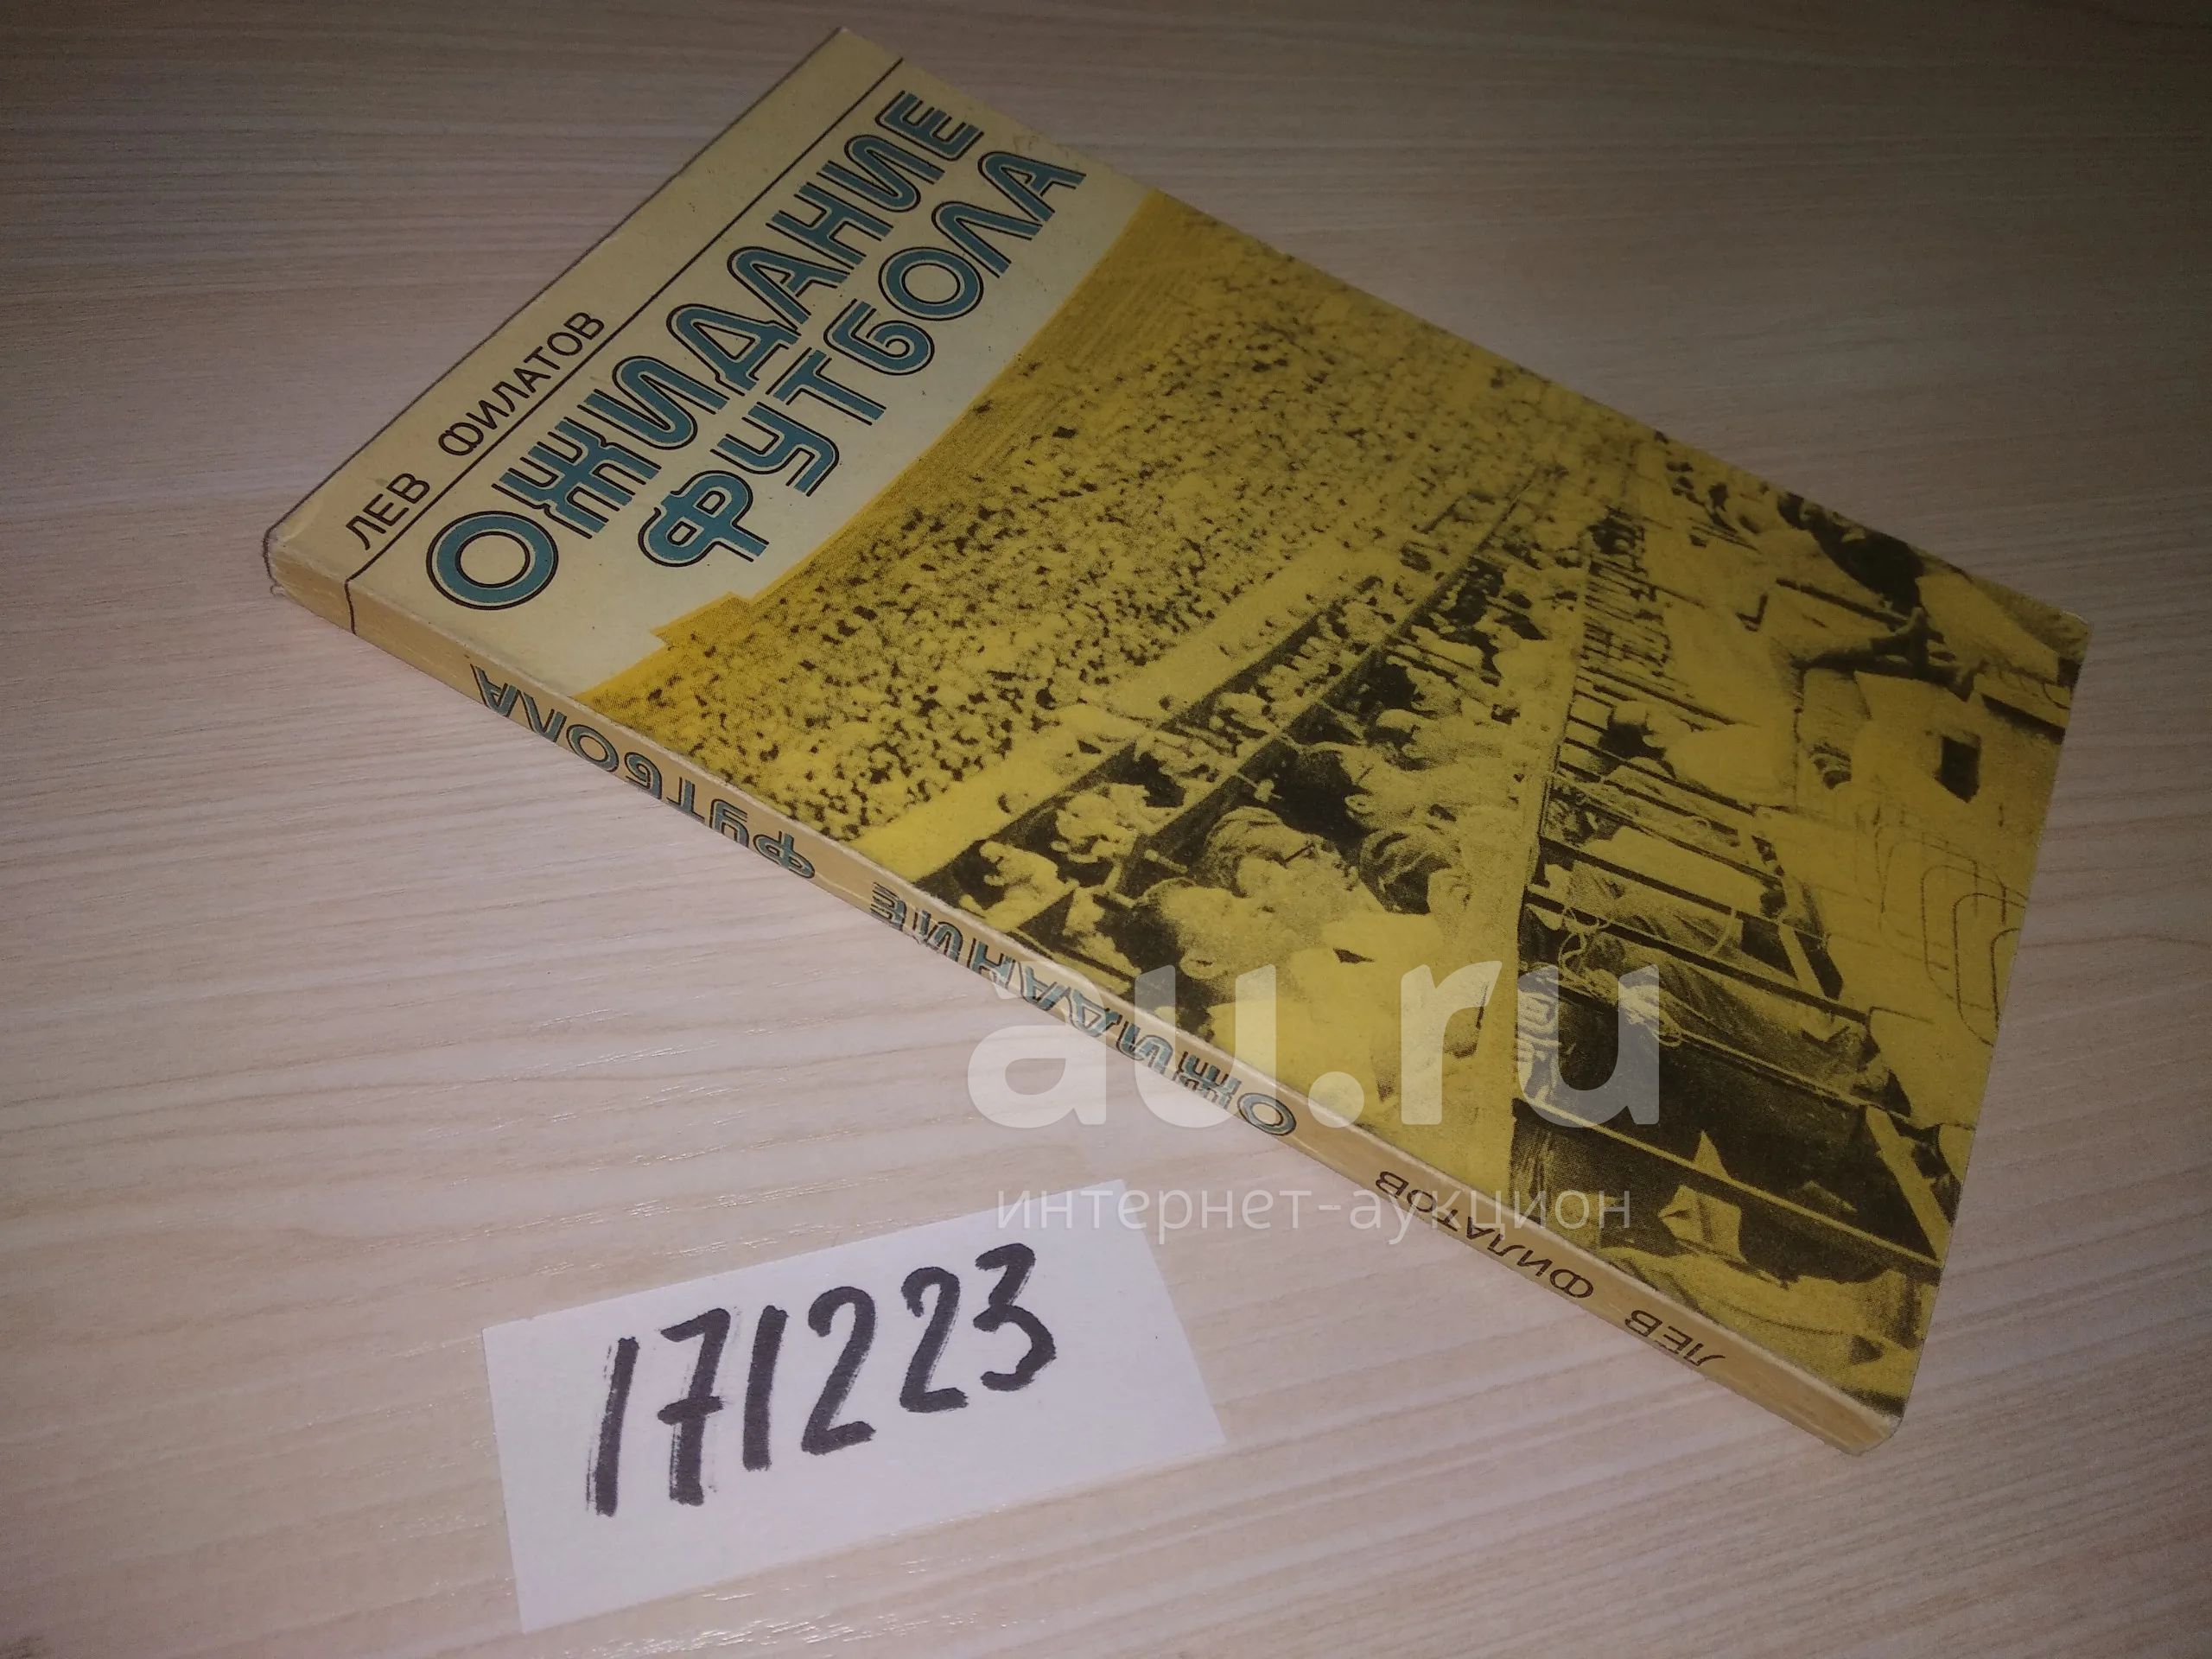 ЛЕВ ФИЛАТОВ
ОЖИДАНИЕ
ФУТБОЛА
ЛЕВ ФИЛАТОВ ОЖИДАНИЕ ФУТБОЛА
au.ru
интернет-аукцион
171223